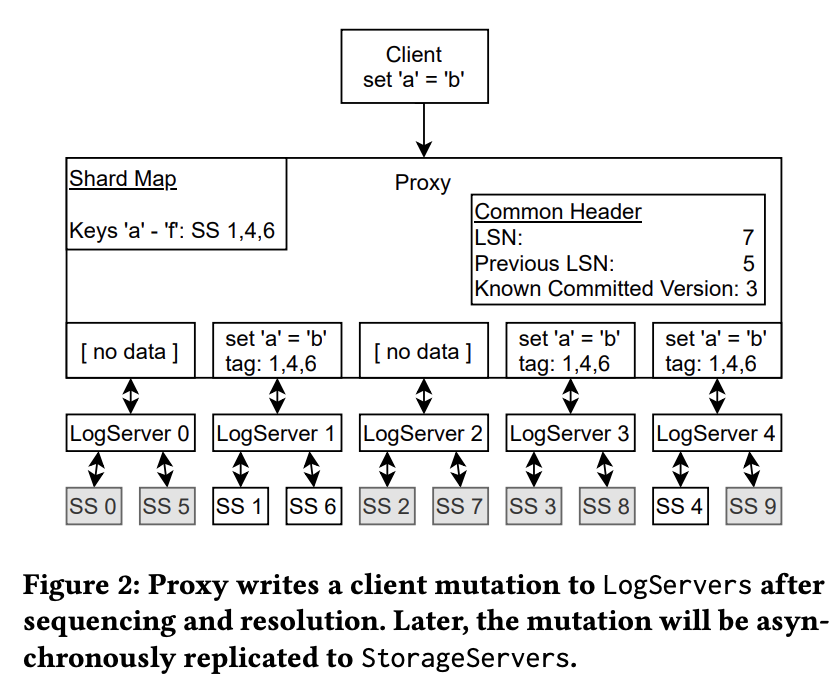 Client
set 'a' = 'b'
Shard Map
Keys 'a' - 'f': SS 1,4,6
Proxy
Common Header
LSN: 7
Previous LSN: 5
Known Committed Version: 3
[ no data ]
set 'a' = 'b'
tag: 1,4,6
[ no data ]
set 'a' = 'b'
tag: 1,4,6
set 'a' = 'b'
tag: 1,4,6
LogServer 0
LogServer 1
LogServer 2
LogServer 3
LogServer 4
SS 0
SS 5
SS 1
SS 6
SS 2
SS 7
SS 3
SS 8
SS 4
SS 9
Figure 2: Proxy writes a client mutation to LogServers after
sequencing and resolution. Later, the mutation will be asyn-
chronously replicated to StorageServers.